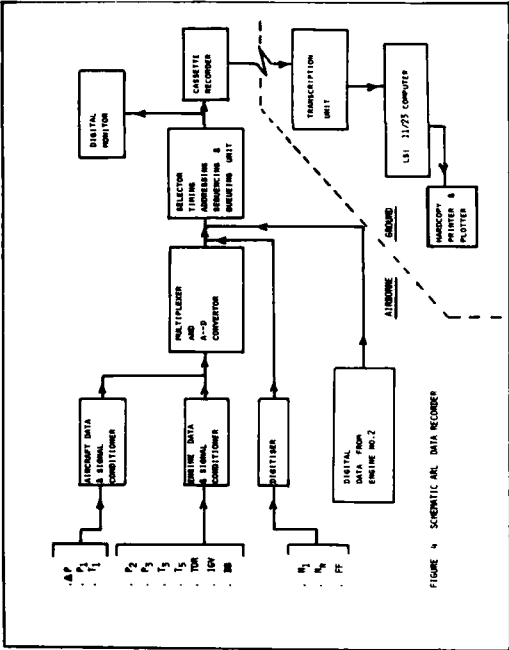 . ΔP
. P1
. T1
. P2
. P3
. T3
. T5
. TOR
. IGV
. BB
. N1
. NR
. FF
AIRCRAFT DATA
& SIGNAL
CONDITIONER
ENGINE DATA
& SIGNAL
CONDITIONER
DIGITISER
DIGITAL
DATA FROM
ENGINE NO.2
MULTIPLEXER
AND
A--D
CONVERTOR
SELECTOR
TIMING
ADDRESSING
SEQUENCING &
QUEUEING UNIT
DIGITAL
MONITOR
CASSETTE
RECORDER
TRANSCRIPTION
UNIT
LSI 11/23 COMPUTER
HARDCOPY
PRINTER &
PLOTTER
AIRBORNE
GROUND
FIGURE 4 SCHEMATIC ARL DATA RECORDER